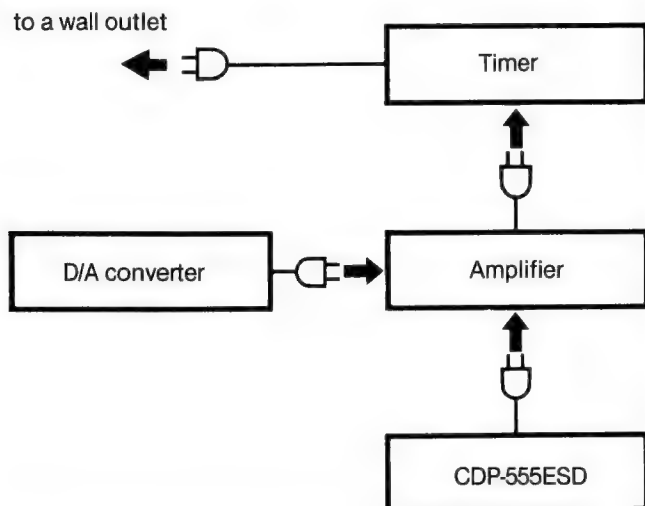 to a wall outlet
Timer
D/A converter
Amplifier
CDP-555ESD